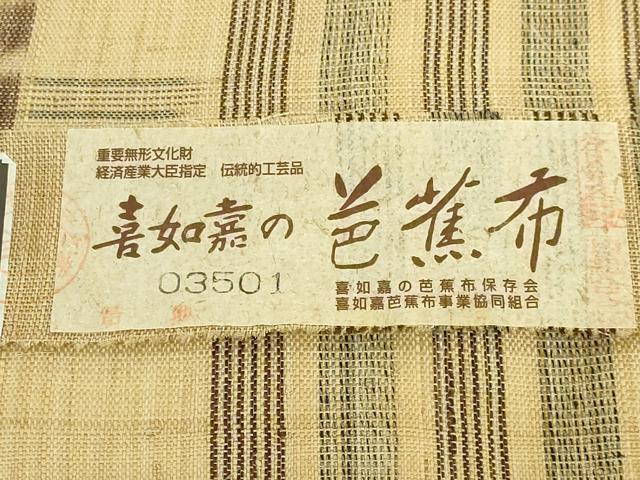 重要無形文化財
経済産業大臣指定 伝統的工芸品
喜如嘉の芭蕉布
03501
喜如嘉の芭蕉布保存会
喜如嘉芭蕉布事業協同組合